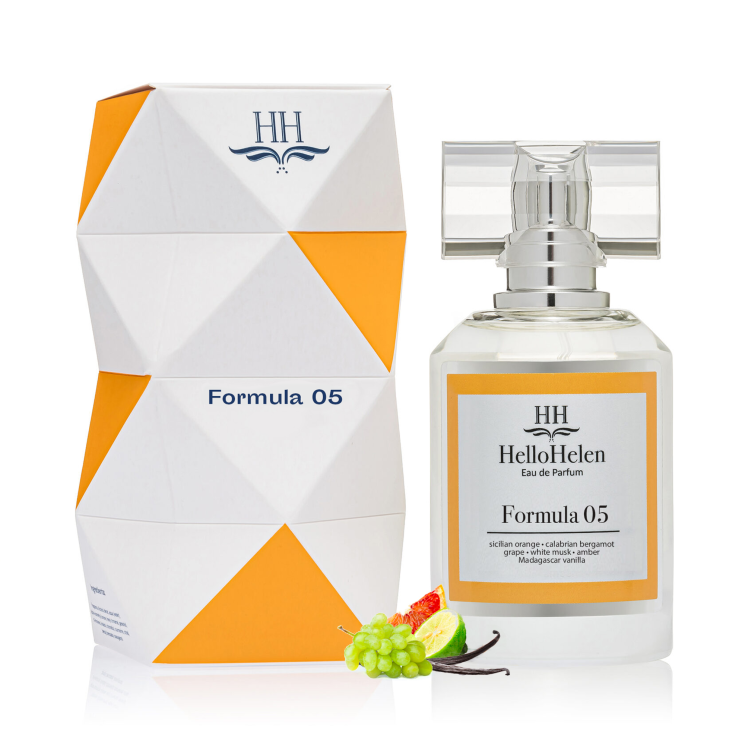 HH
Formula 05
HH
HelloHelen
Eau de Parfum
Formula 05
sicilian orange • calabrian bergamot
grape • white musk • amber
Madagascar vanilla